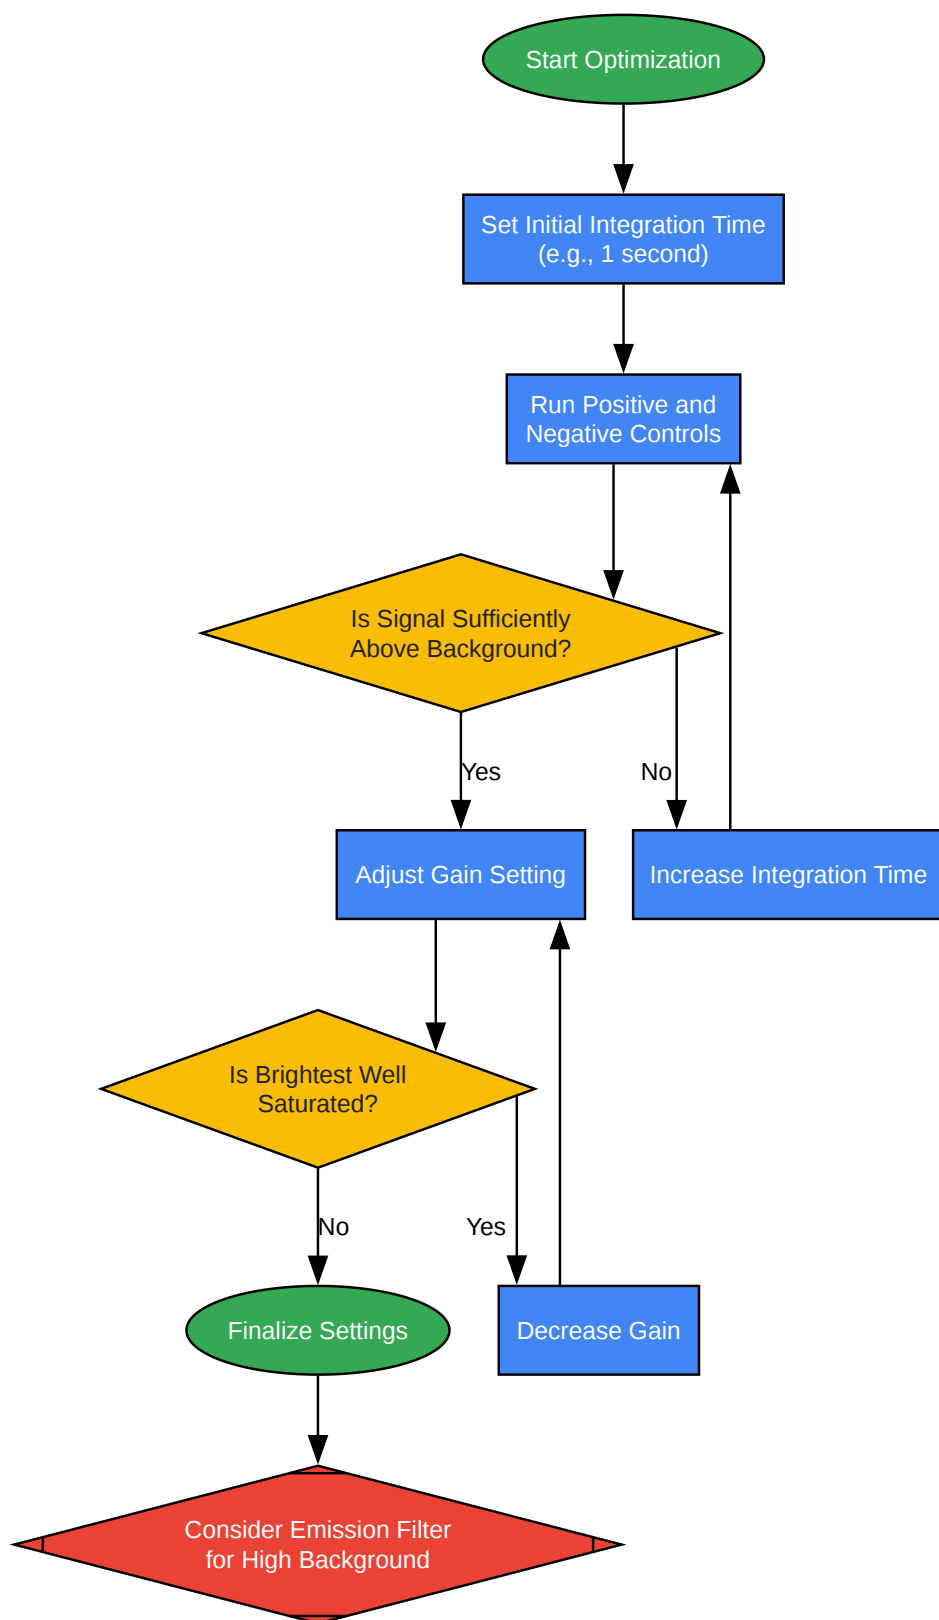 Start Optimization
Set Initial Integration Time
(e.g., 1 second)
Run Positive and
Negative Controls
Is Signal Sufficiently
Above Background?
Yes
No
Adjust Gain Setting
Increase Integration Time
Is Brightest Well
Saturated?
No
Yes
Finalize Settings
Decrease Gain
Consider Emission Filter
for High Background